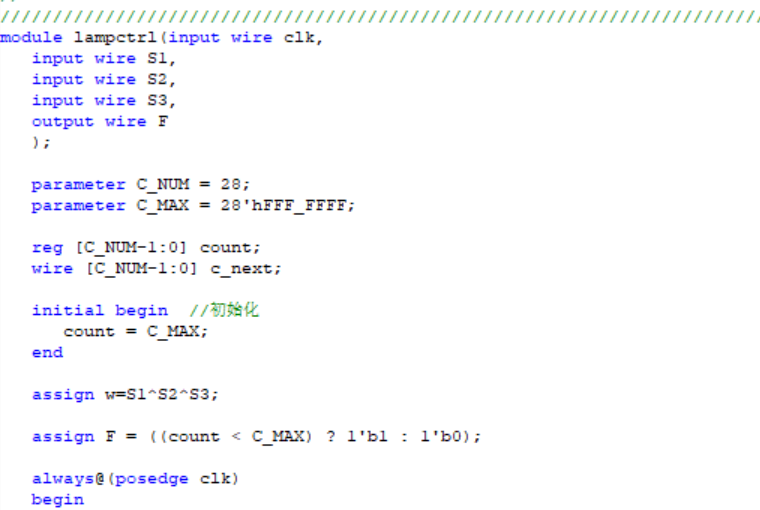 ////////////////////////////////////////////////////////////////////////
module lampctrl(input wire clk,
input wire S1,
input wire S2,
input wire S3,
output wire F
);
parameter C_NUM = 28;
parameter C_MAX = 28'hFFF_FFFF;
reg [C_NUM-1:0] count;
wire [C_NUM-1:0] c_next;
initial begin //初始化
count = C_MAX;
end
assign w=S1^S2^S3;
assign F = ((count < C_MAX) ? 1'b1 : 1'b0);
always@(posedge clk)
begin